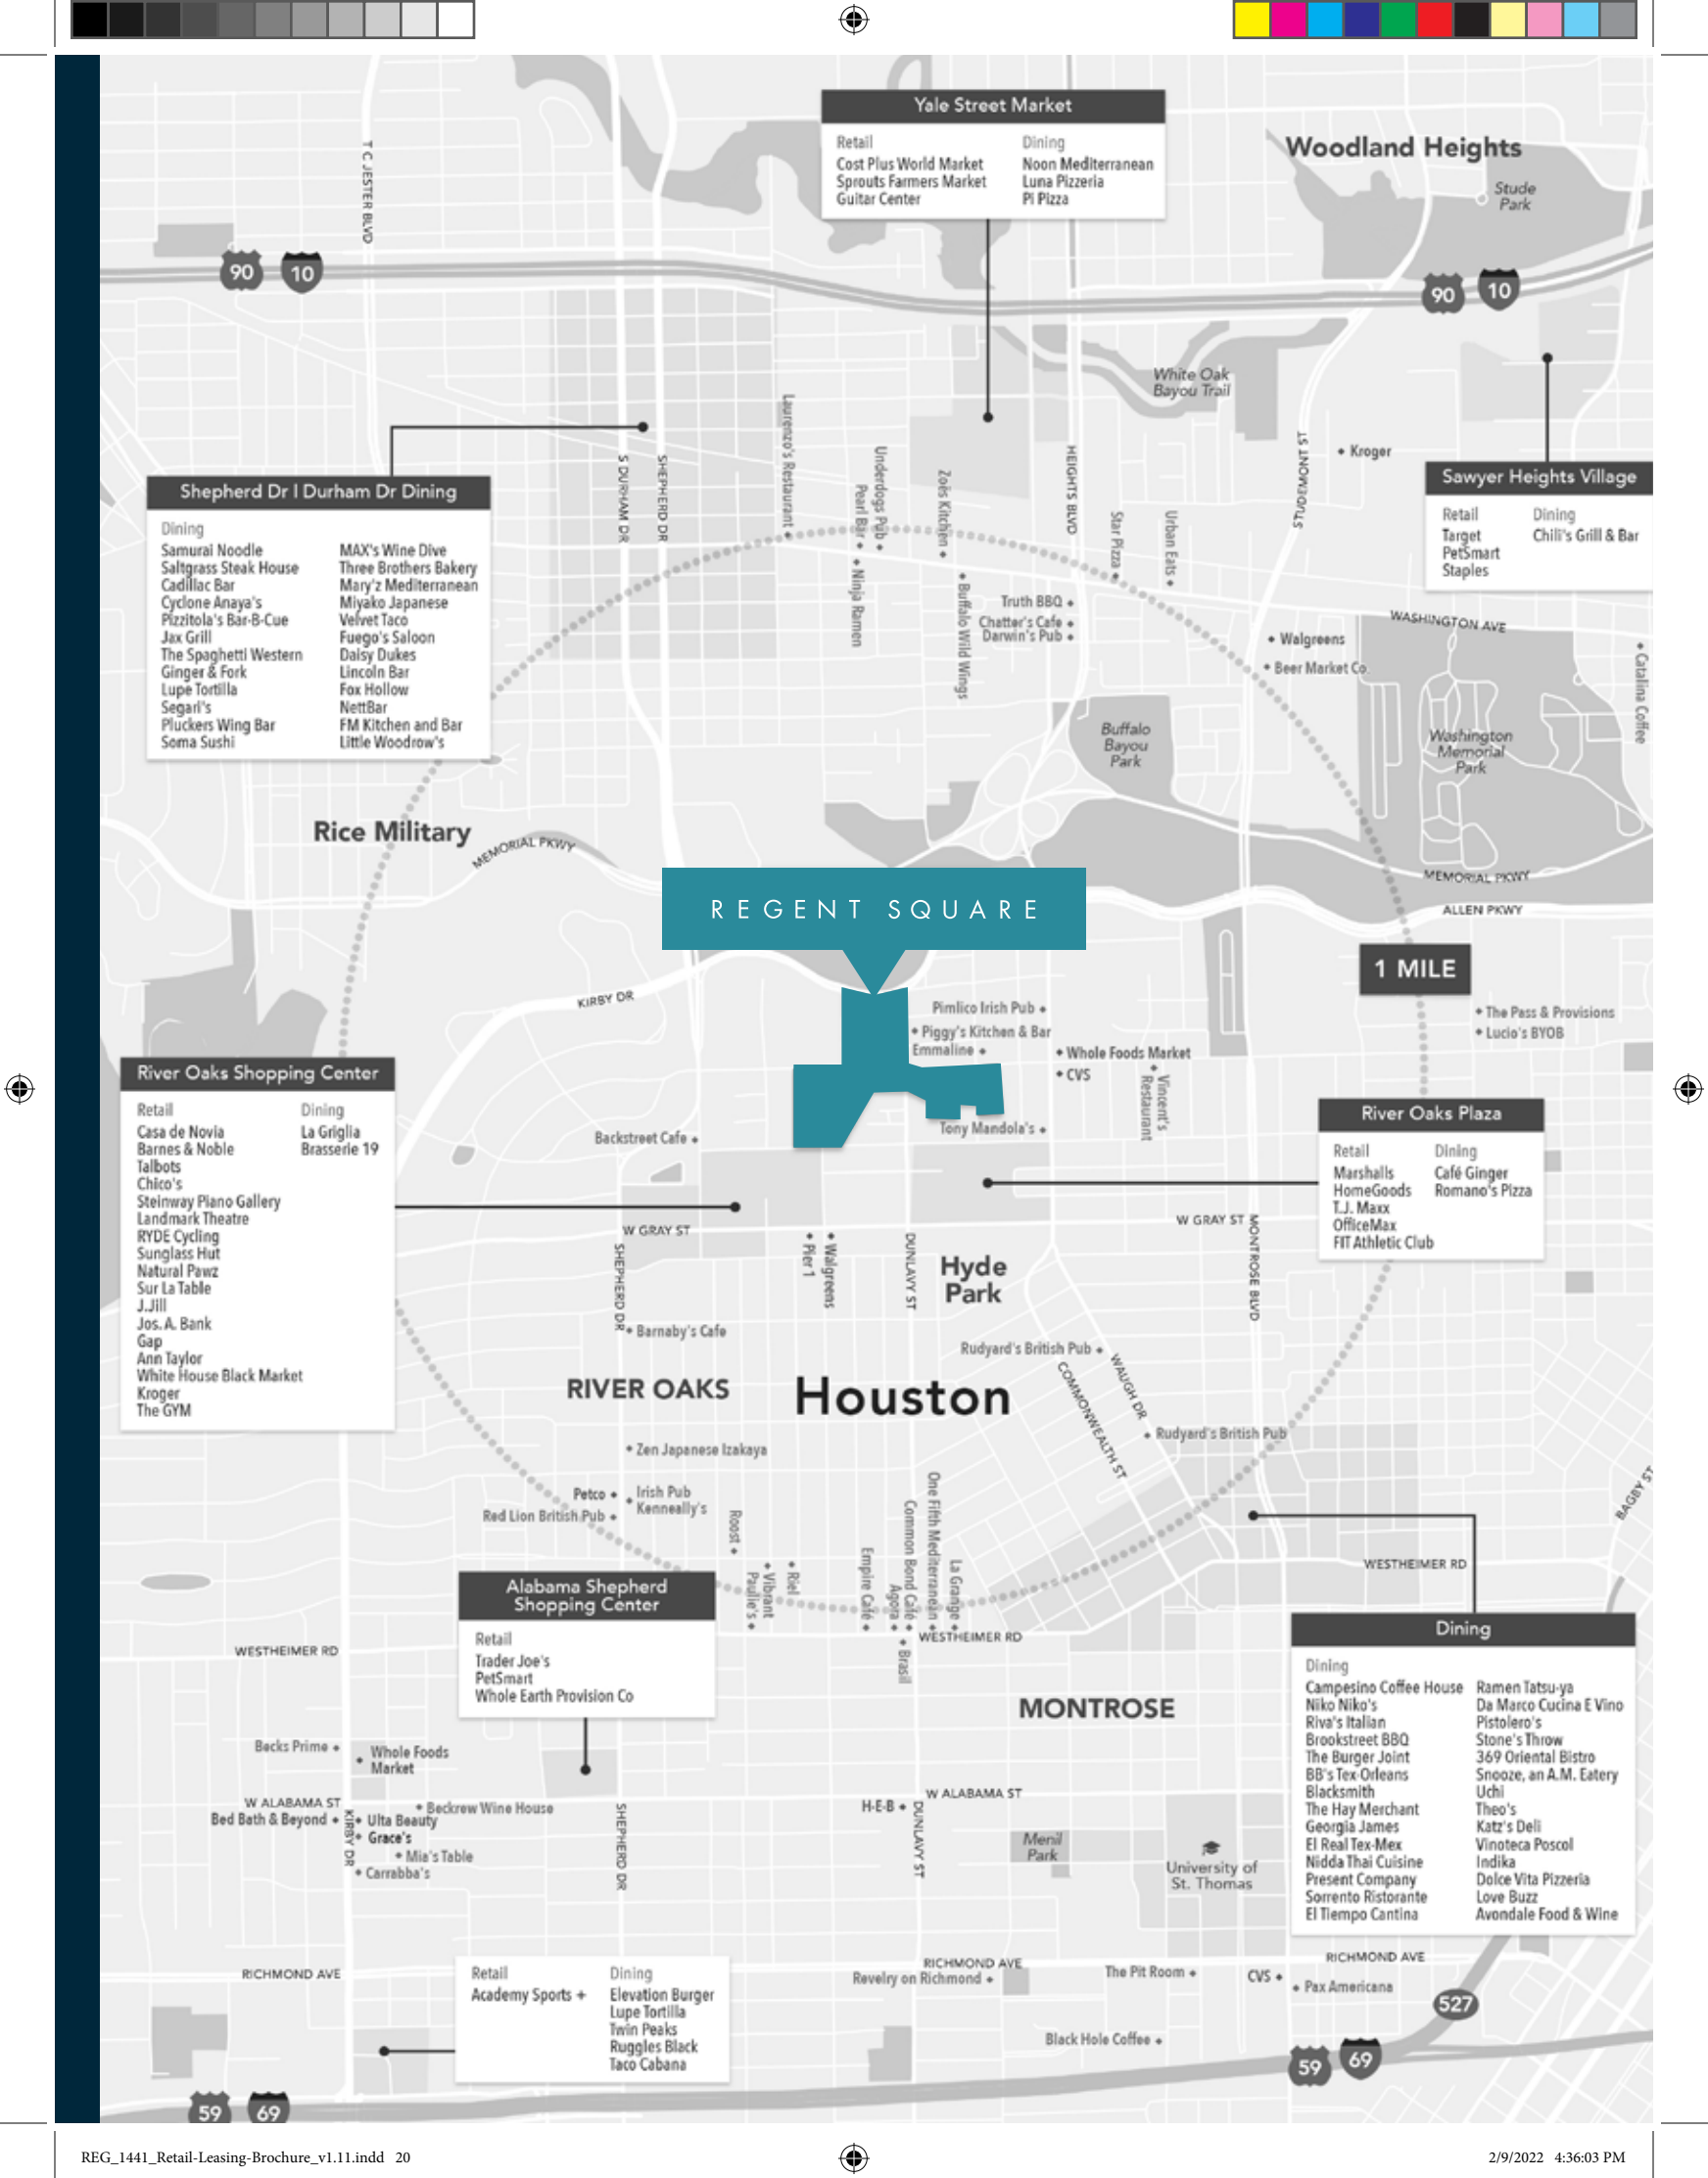 Yale Street Market
Retail
Cost Plus World Market
Sprouts Farmers Market
Guitar Center
Dining
Noon Mediterranean
Luna Pizzeria
Pi Pizza
Woodland Heights
Stude
Park
T C JESTER BLVD
90
10
90
10
White Oak
Bayou Trail
Shepherd Dr I Durham Dr Dining
Dining
Samurai Noodle
Saltgrass Steak House
Cadillac Bar
Cyclone Anaya's
Pizzitola's Bar-B-Cue
Jax Grill
The Spaghetti Western
Ginger & Fork
Lupe Tortilla
Segari's
Pluckers Wing Bar
Soma Sushi
MAX's Wine Dive
Three Brothers Bakery
Mary'z Mediterranean
Miyako Japanese
Velvet Taco
Fuego's Saloon
Daisy Dukes
Lincoln Bar
Fox Hollow
NettBar
FM Kitchen and Bar
Little Woodrow's
S DURHAM DR
SHEPHERD DR
Laurenzo's Restaurant
Underdogs Pub
Pearl Bar
Ninja Ramen
Zoës Kitchen
Buffalo Wild Wings
HEIGHTS BLVD
Star Pizza
Urban Eats
Truth BBQ
Chatter's Cafe
Darwin's Pub
STUDEMONT ST
Kroger
Sawyer Heights Village
Retail
Target
PetSmart
Staples
Dining
Chili's Grill & Bar
WASHINGTON AVE
Walgreens
Beer Market Co.
Catalina Coffee
Buffalo
Bayou
Park
Washington
Memorial
Park
Rice Military
MEMORIAL PKWY
MEMORIAL PKWY
ALLEN PKWY
REGENT SQUARE
1 MILE
KIRBY DR
Pimlico Irish Pub
Piggy's Kitchen & Bar
Emmaline
Whole Foods Market
CVS
Vincent's
Restaurant
The Pass & Provisions
Lucio's BYOB
Tony Mandola's
Backstreet Cafe
River Oaks Shopping Center
Retail
Casa de Novia
Barnes & Noble
Talbots
Chico's
Steinway Piano Gallery
Landmark Theatre
RYDE Cycling
Sunglass Hut
Natural Pawz
Sur La Table
J.Jill
Jos. A. Bank
Gap
Ann Taylor
White House Black Market
Kroger
The GYM
Dining
La Griglia
Brasserie 19
River Oaks Plaza
Retail
Marshalls
HomeGoods
T.J. Maxx
OfficeMax
FIT Athletic Club
Dining
Café Ginger
Romano's Pizza
W GRAY ST
W GRAY ST
SHEPHERD DR
Pier 1
Walgreens
DUNLAVY ST
MONTROSE BLVD
Hyde
Park
Barnaby's Cafe
Rudyard's British Pub
COMMONWEALTH ST
WAUGH DR
RIVER OAKS
Houston
Rudyard's British Pub
Zen Japanese Izakaya
Petco
Irish Pub
Kenneally's
Red Lion British Pub
Roost
Riel
Vibrant
Paulie's
Empire Café
Agora
Common Bond Café
One Fifth Mediterranean
La Grange
Brasil
BAGBY ST
WESTHEIMER RD
WESTHEIMER RD
WESTHEIMER RD
Alabama Shepherd
Shopping Center
Retail
Trader Joe's
PetSmart
Whole Earth Provision Co
MONTROSE
Dining
Dining
Campesino Coffee House
Niko Niko's
Riva's Italian
Brookstreet BBQ
The Burger Joint
BB's Tex-Orleans
Blacksmith
The Hay Merchant
Georgia James
El Real Tex-Mex
Nidda Thai Cuisine
Present Company
Sorrento Ristorante
El Tiempo Cantina
Ramen Tatsu-ya
Da Marco Cucina E Vino
Pistolero's
Stone's Throw
369 Oriental Bistro
Snooze, an A.M. Eatery
Uchi
Theo's
Katz's Deli
Vinoteca Poscol
Indika
Dolce Vita Pizzeria
Love Buzz
Avondale Food & Wine
Becks Prime
Whole Foods
Market
W ALABAMA ST
Bed Bath & Beyond
KIRBY DR
Beckrew Wine House
Ulta Beauty
Grace's
Mia's Table
Carrabba's
SHEPHERD DR
W ALABAMA ST
H-E-B
DUNLAVY ST
Menil
Park
University of
St. Thomas
RICHMOND AVE
Retail
Academy Sports +
Dining
Elevation Burger
Lupe Tortilla
Twin Peaks
Ruggles Black
Taco Cabana
RICHMOND AVE
Revelry on Richmond
The Pit Room
CVS
RICHMOND AVE
Pax Americana
527
Black Hole Coffee
59
69
59
69
REG_1441_Retail-Leasing-Brochure_v1.11.indd 20
2/9/2022 4:36:03 PM